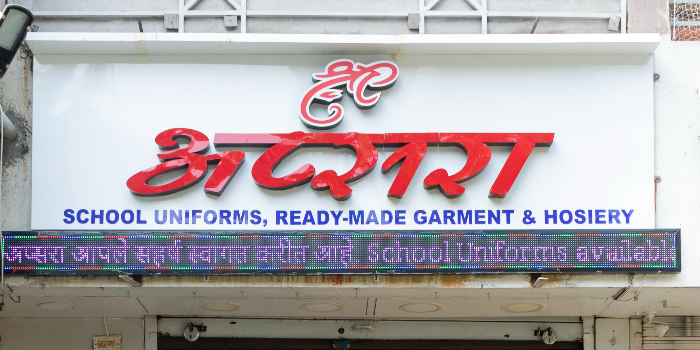 अप्सरा
SCHOOL UNIFORMS, READY-MADE GARMENT & HOSIERY
अप्सरा आपले सहर्ष स्वागत करीत आहे School Uniforms available